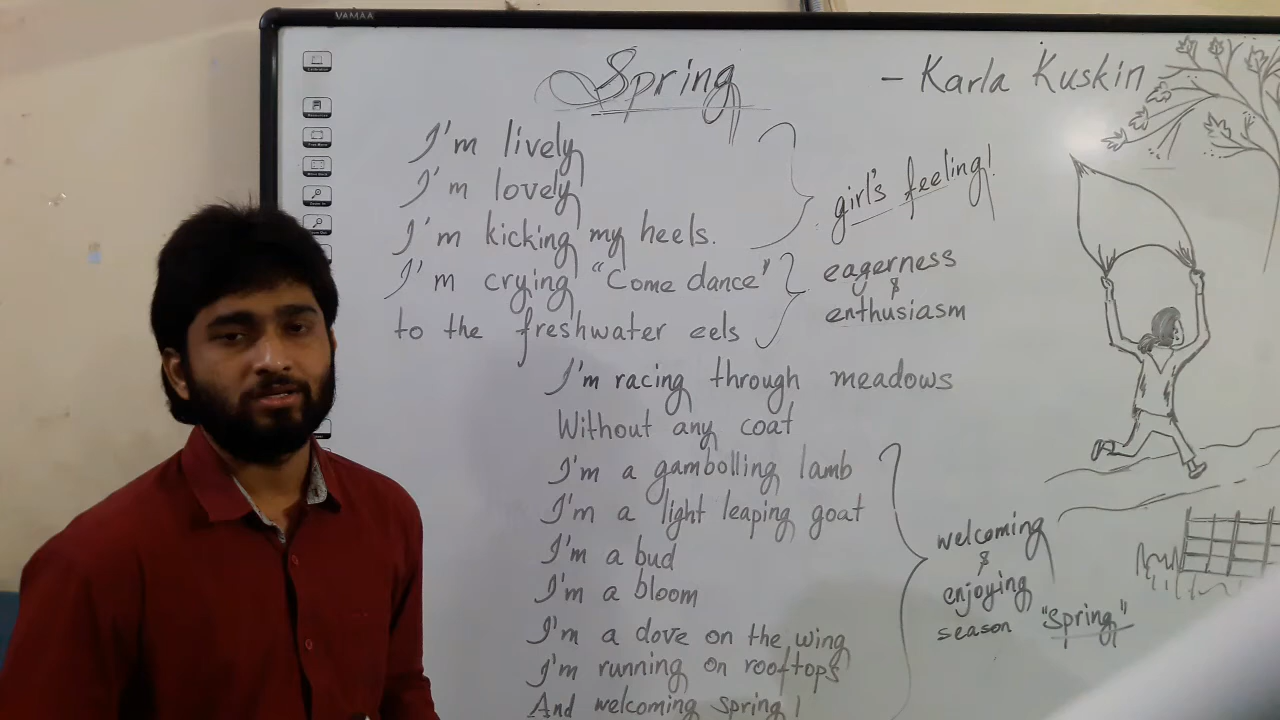 VAMAA
Spring
- Karla Kuskin
I'm lively
I'm lovely
I'm kicking my heels.
girl's feeling!
I'm crying "Come dance"
to the freshwater eels
eagerness
&
enthusiasm
I'm racing through meadows
Without any coat
I'm a gambolling lamb
I'm a light leaping goat
I'm a bud
I'm a bloom
I'm a dove on the wing
I'm running on rooftops
And welcoming spring!
welcoming
&
enjoying
season "Spring"